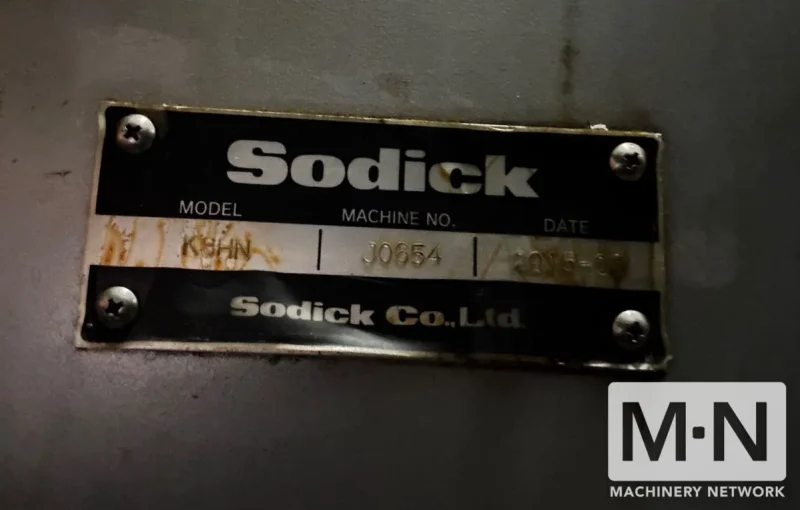 Sodick
MODEL MACHINE NO. DATE
K3HN J0654
Sodick Co., Ltd.
M·N
MACHINERY NETWORK